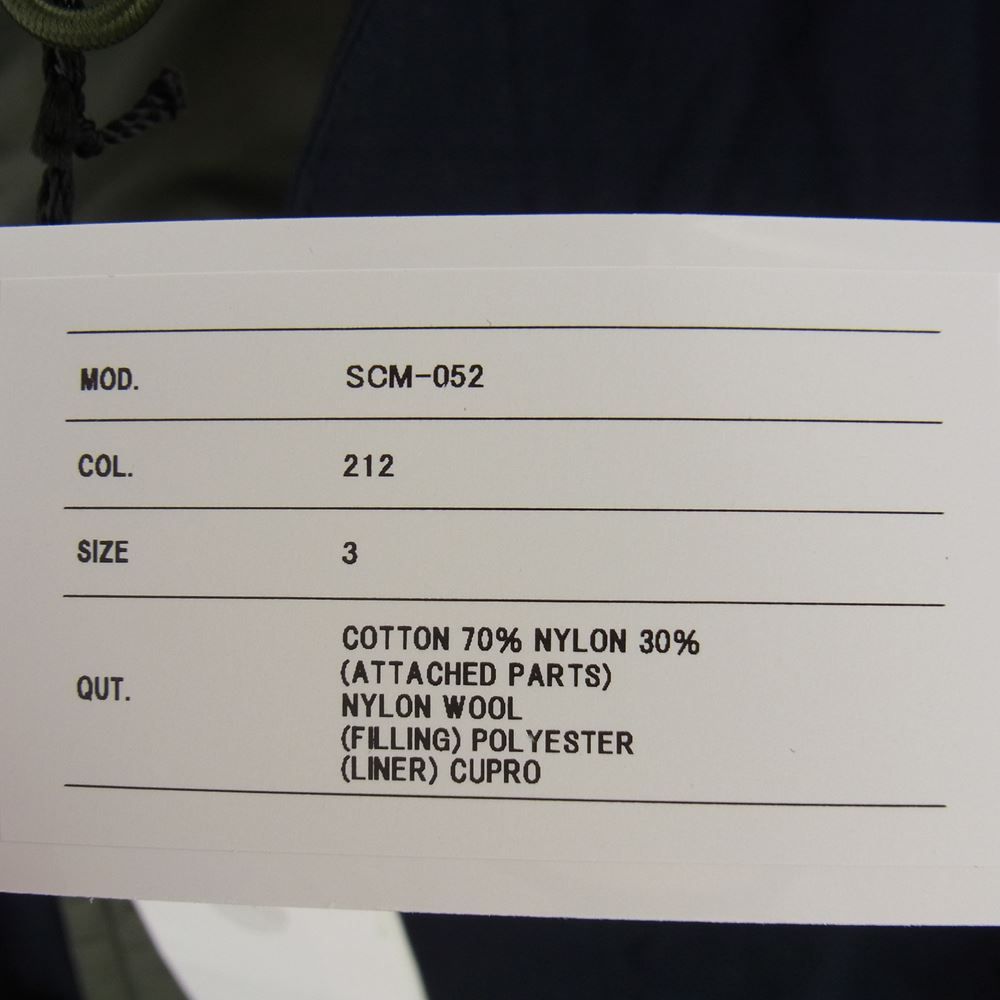 MOD. SCM-052
COL. 212
SIZE 3
QUT. COTTON 70% NYLON 30%
(ATTACHED PARTS)
NYLON WOOL
(FILLING) POLYESTER
(LINER) CUPRO